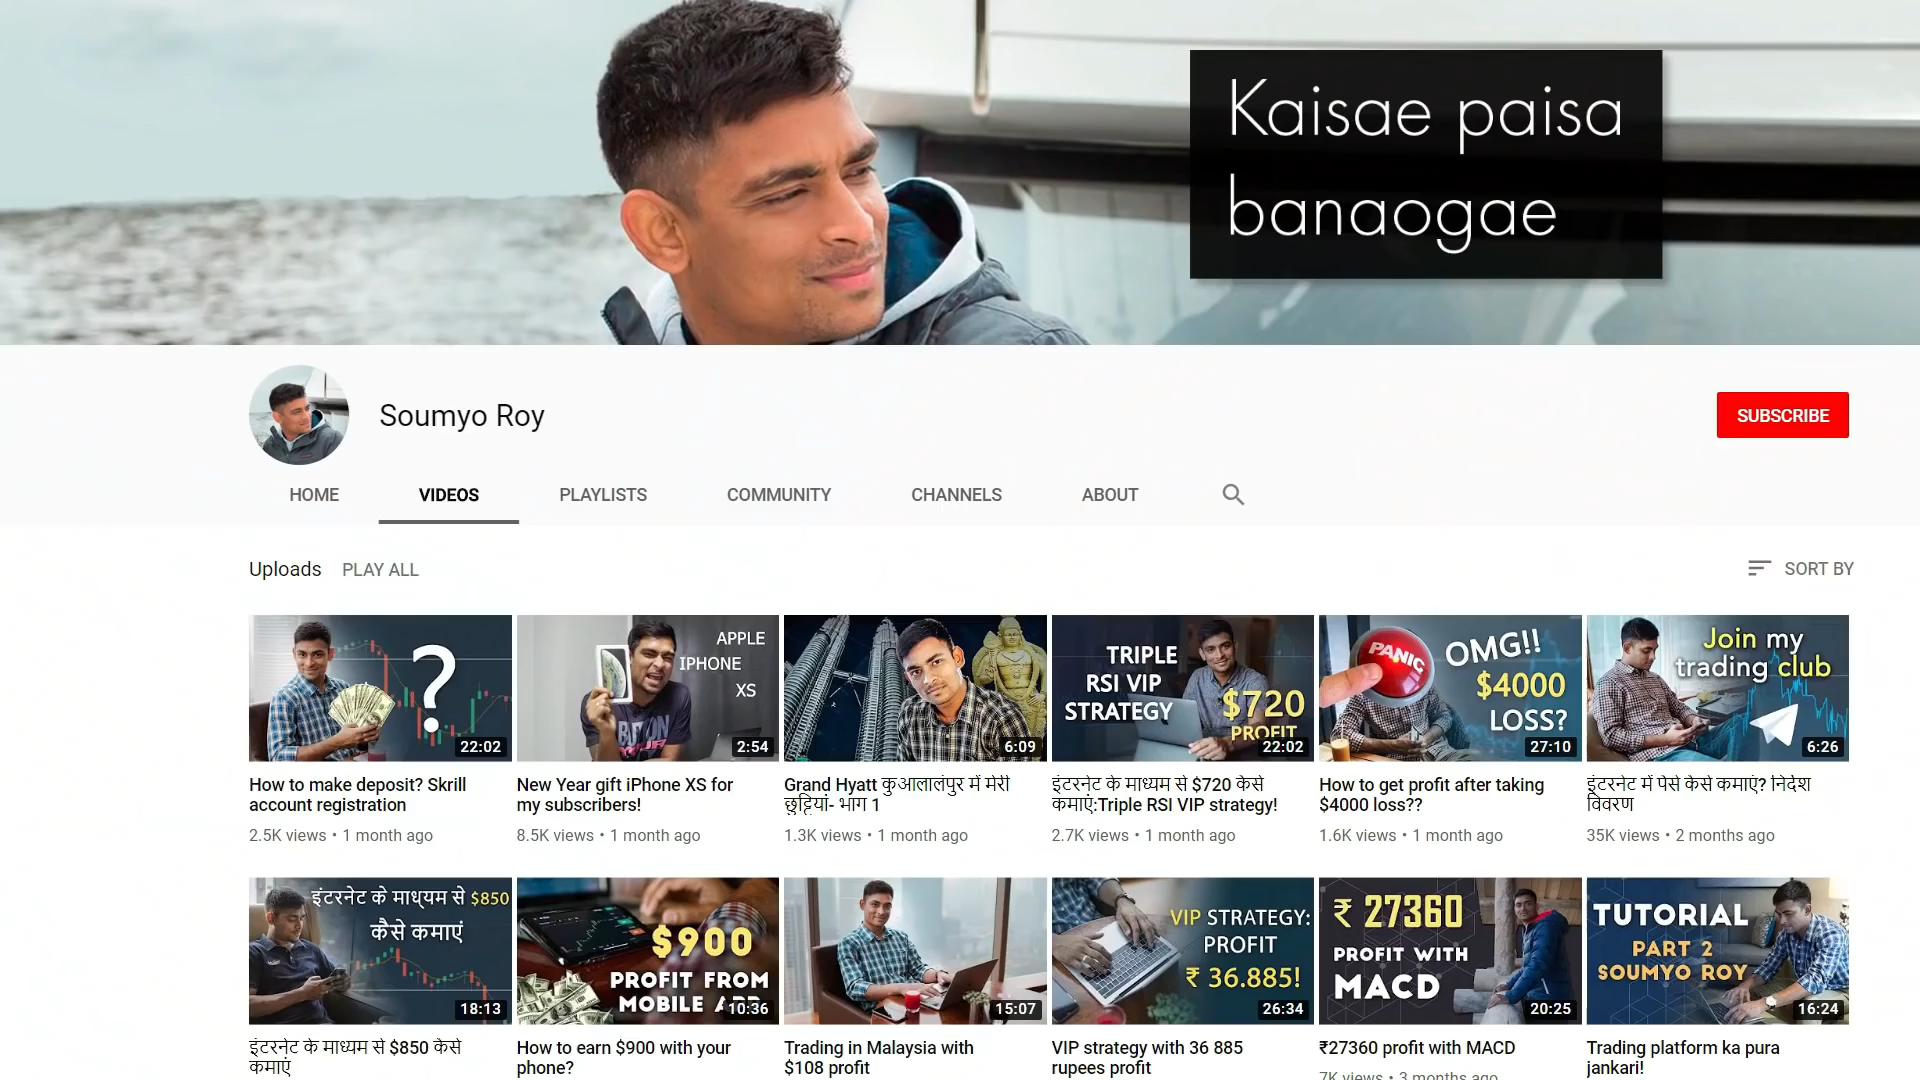 Kaisae paisa
banaogae
Soumyo Roy
SUBSCRIBE
HOME
VIDEOS
PLAYLISTS
COMMUNITY
CHANNELS
ABOUT
Uploads
PLAY ALL
SORT BY
?
22:02
How to make deposit? Skrill
account registration
2.5K views • 1 month ago
APPLE
IPHONE
XS
2:54
New Year gift iPhone XS for
my subscribers!
8.5K views • 1 month ago
6:09
Grand Hyatt कुआलालंपुर में मेरी
छुट्टियां- भाग 1
1.3K views • 1 month ago
TRIPLE
RSI VIP
STRATEGY
$720
PROFIT
22:02
इंटरनेट के माध्यम से $720 केसे
कमाएं:Triple RSI VIP strategy!
2.7K views • 1 month ago
PANIC
OMG!!
$4000
LOSS?
27:10
How to get profit after taking
$4000 loss??
1.6K views • 1 month ago
Join my
trading club
6:26
इंटरनेट में पेसे केसे कमाएं? निर्देश
विवरण
35K views • 2 months ago
इंटरनेट के माध्यम से $850
कैसे कमाएं
18:13
इंटरनेट के माध्यम से $850 केसे
कमाएं
$900
PROFIT FROM
MOBILE
10:36
How to earn $900 with your
phone?
15:07
Trading in Malaysia with
$108 profit
VIP STRATEGY:
PROFIT
₹ 36.885!
26:34
VIP strategy with 36 885
rupees profit
₹ 27360
PROFIT WITH
MACD
20:25
₹27360 profit with MACD
7K views • 3 months ago
TUTORIAL
PART 2
SOUMYO ROY
16:24
Trading platform ka pura
jankari!